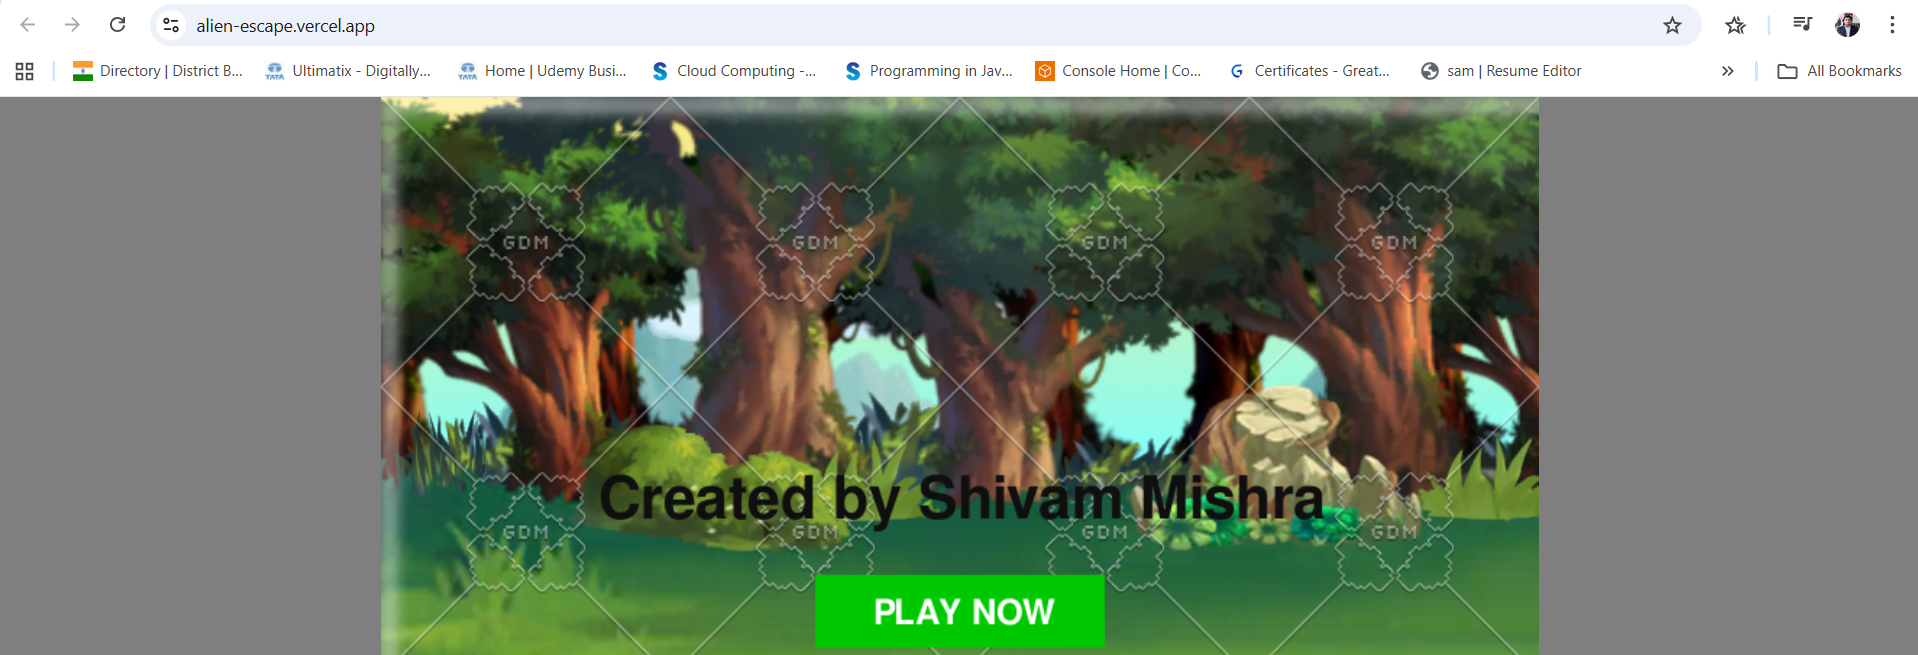 alien-escape.vercel.app
Directory | District B... Ultimatix - Digitally... Home | Udemy Busi... Cloud Computing -... Programming in Jav... Console Home | Co... Certificates - Great... sam | Resume Editor » All Bookmarks
GDM GDM GDM GDM
Created by Shivam Mishra
GDM GDM GDM GDM
PLAY NOW